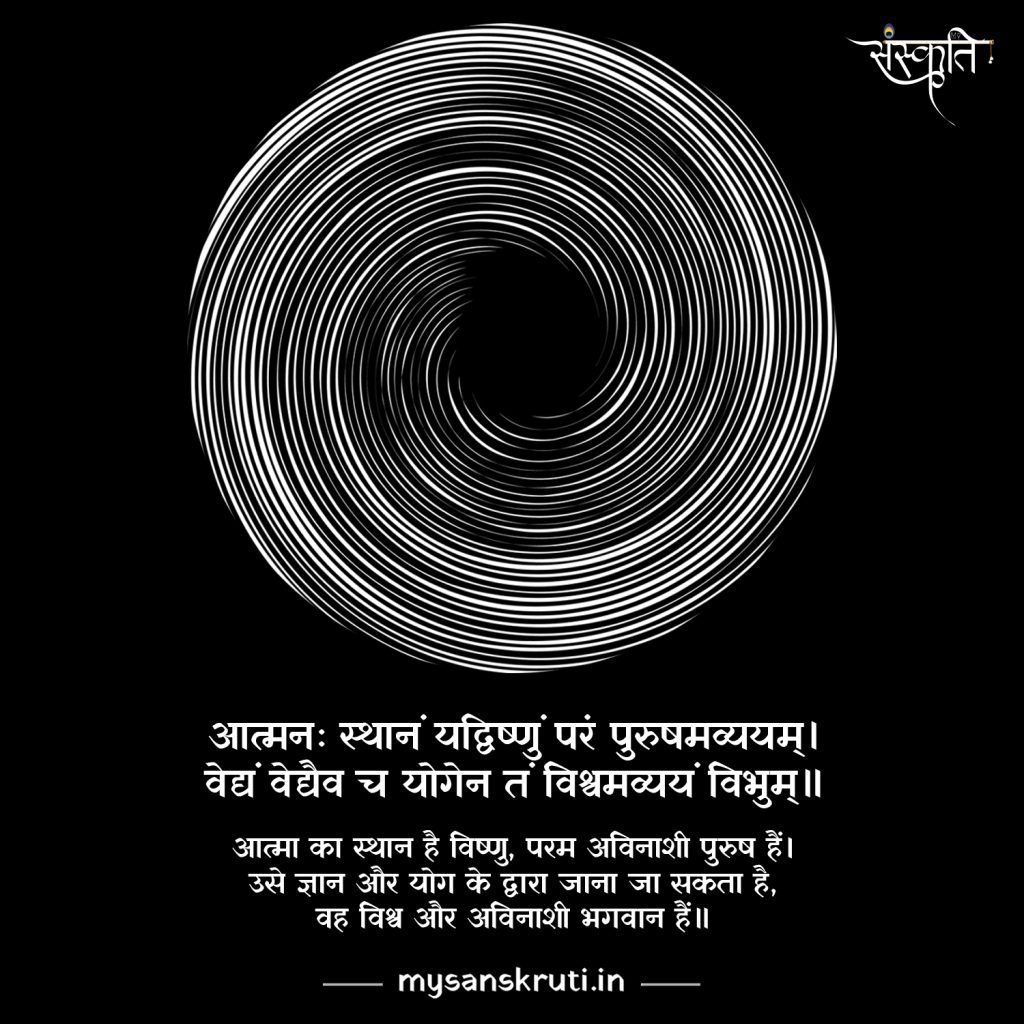 संस्कृति
आत्मनः स्थानं यद्विष्णुं परं पुरुषमव्ययम्।
वेद्यं वेद्यैव च योगेन तं विश्वमव्ययं विभुम्॥
आत्मा का स्थान है विष्णु, परम अविनाशी पुरुष हैं।
उसे ज्ञान और योग के द्वारा जाना जा सकता है,
वह विश्व और अविनाशी भगवान हैं॥
mysanskruti.in